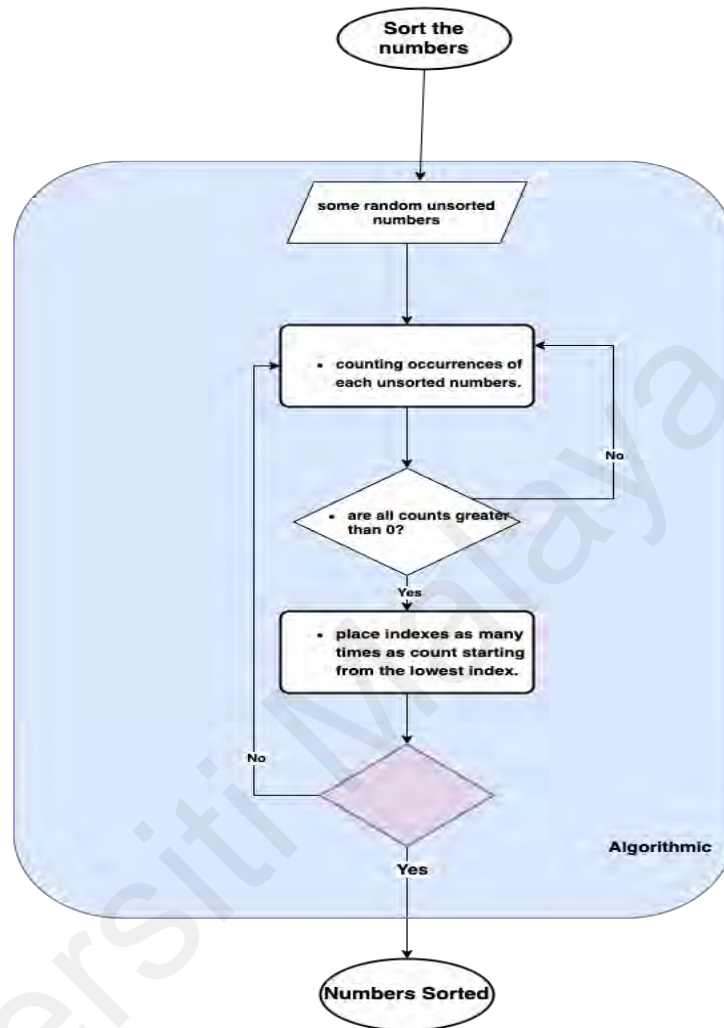 Sort the
numbers
some random unsorted
numbers
• counting occurrences of
each unsorted numbers.
No
• are all counts greater
than 0?
Yes
• place indexes as many
times as count starting
from the lowest index.
No
Algorithmic
Yes
Numbers Sorted
ersiti Malaya